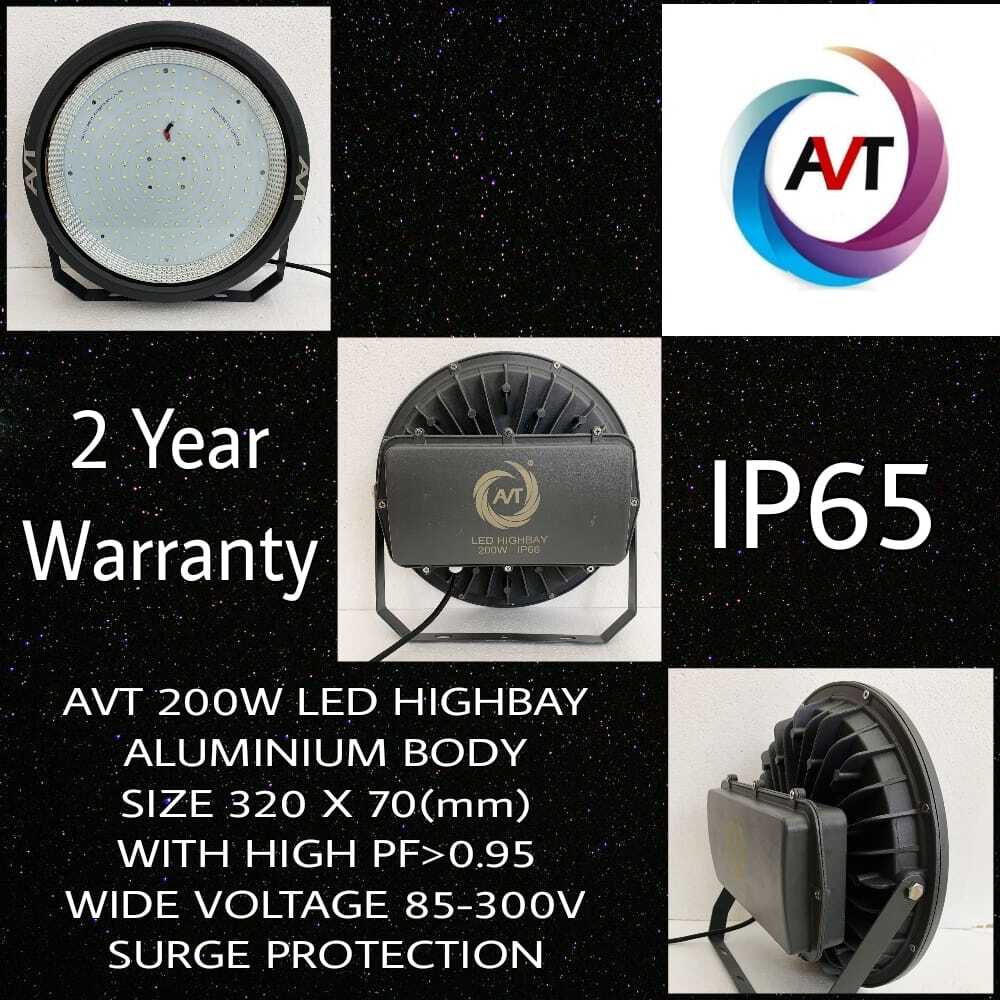 AVT
AVT
AVT
2 Year
Warranty
AVT
LED HIGHBAY
200W IP66
IP65
AVT 200W LED HIGHBAY
ALUMINIUM BODY
SIZE 320 X 70(mm)
WITH HIGH PF>0.95
WIDE VOLTAGE 85-300V
SURGE PROTECTION